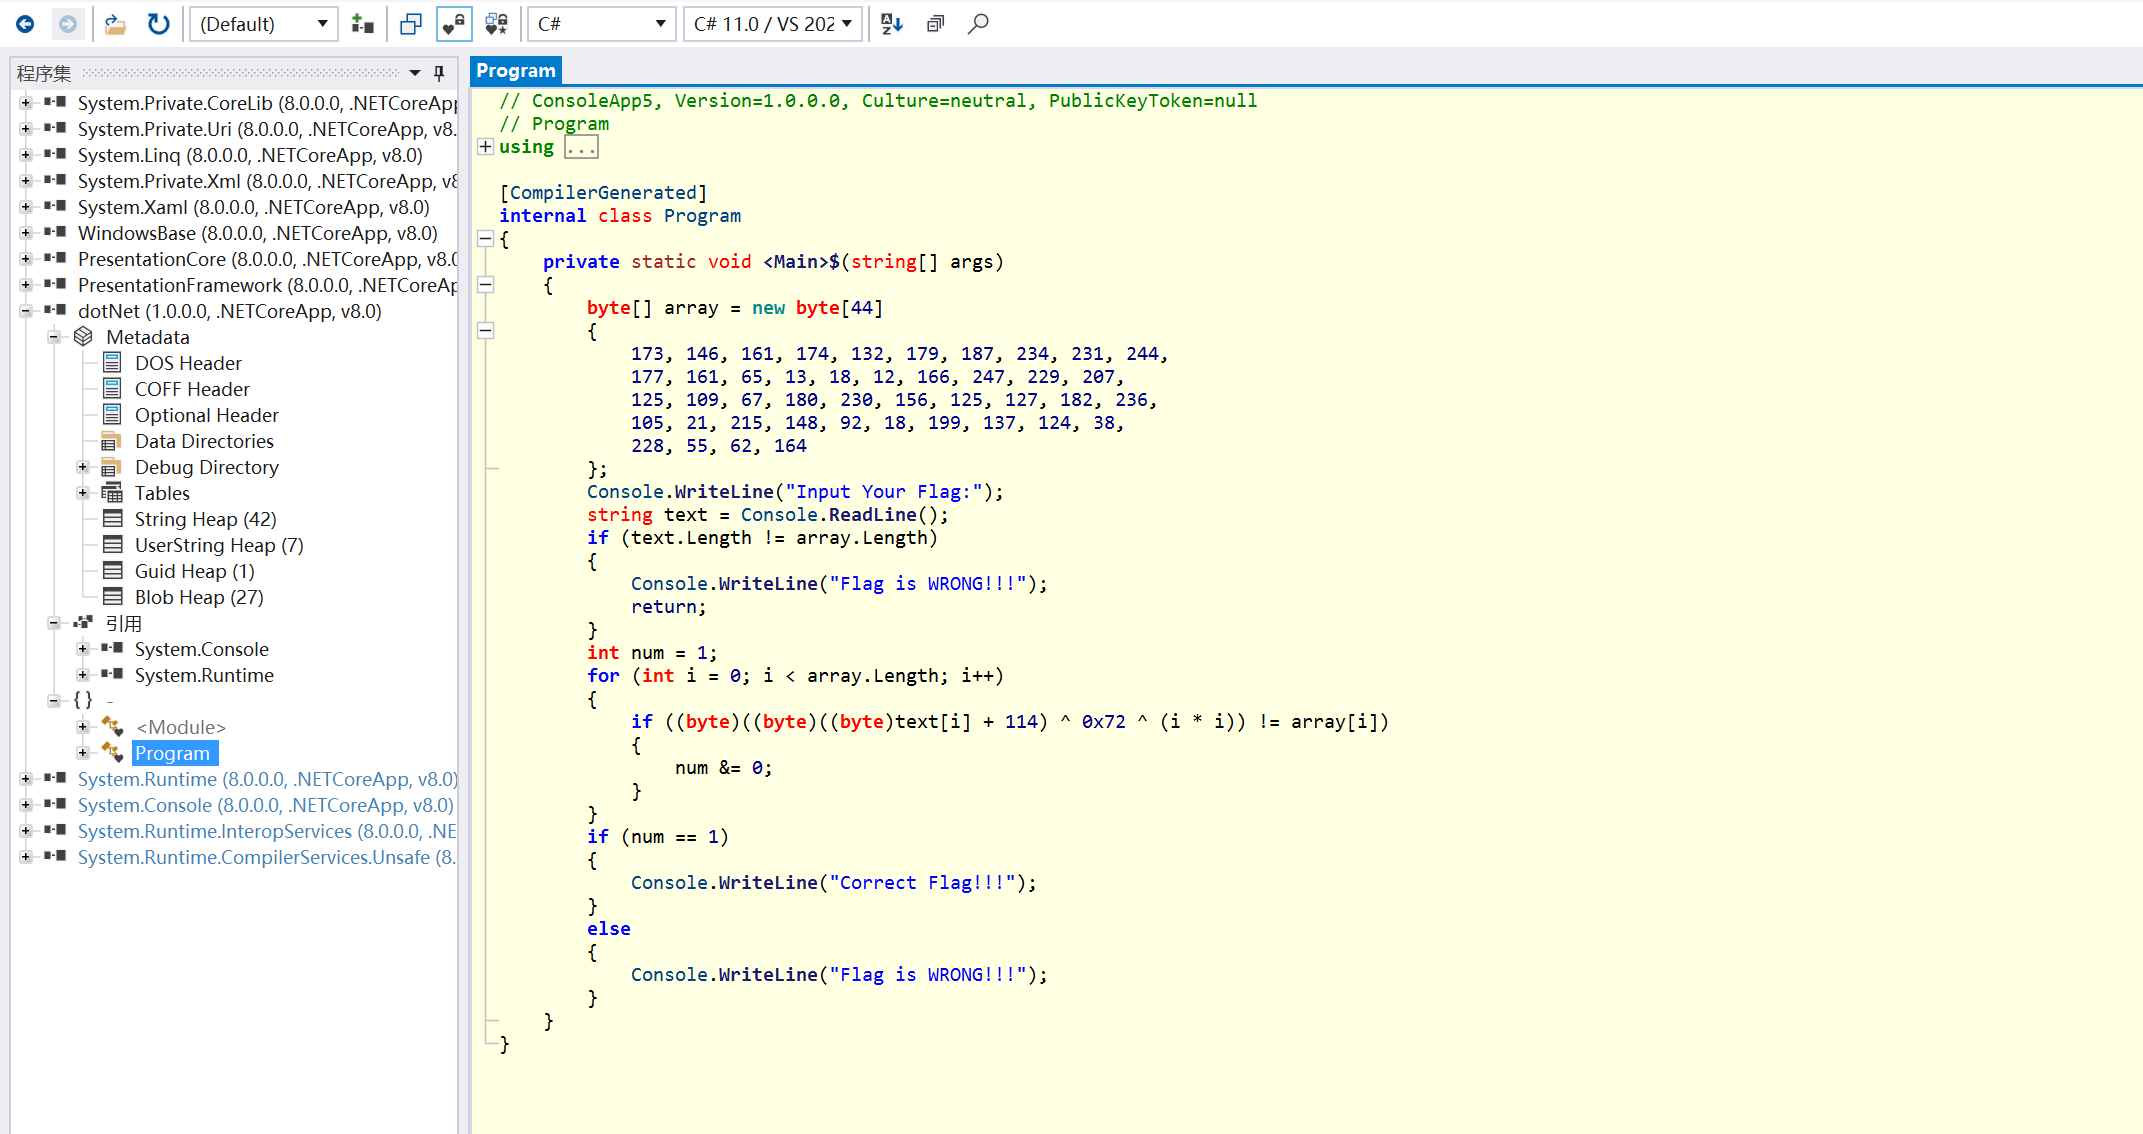 (Default)
C#
C# 11.0 / VS 202
程序集
System.Private.CoreLib (8.0.0.0, .NETCoreApp
System.Private.Uri (8.0.0.0, .NETCoreApp, v8.
System.Linq (8.0.0.0, .NETCoreApp, v8.0)
System.Private.Xml (8.0.0.0, .NETCoreApp, v8
System.Xaml (8.0.0.0, .NETCoreApp, v8.0)
WindowsBase (8.0.0.0, .NETCoreApp, v8.0)
PresentationCore (8.0.0.0, .NETCoreApp, v8.0
PresentationFramework (8.0.0.0, .NETCoreAp
dotNet (1.0.0.0, .NETCoreApp, v8.0)
Metadata
DOS Header
COFF Header
Optional Header
Data Directories
Debug Directory
Tables
String Heap (42)
UserString Heap (7)
Guid Heap (1)
Blob Heap (27)
引用
System.Console
System.Runtime
{ } -
<Module>
Program
System.Runtime (8.0.0.0, .NETCoreApp, v8.0)
System.Console (8.0.0.0, .NETCoreApp, v8.0)
System.Runtime.InteropServices (8.0.0.0, .NE
System.Runtime.CompilerServices.Unsafe (8.
Program
// ConsoleApp5, Version=1.0.0.0, Culture=neutral, PublicKeyToken=null
// Program
using ...
[CompilerGenerated]
internal class Program
{
private static void <Main>$(string[] args)
{
byte[] array = new byte[44]
{
173, 146, 161, 174, 132, 179, 187, 234, 231, 244,
177, 161, 65, 13, 18, 12, 166, 247, 229, 207,
125, 109, 67, 180, 230, 156, 125, 127, 182, 236,
105, 21, 215, 148, 92, 18, 199, 137, 124, 38,
228, 55, 62, 164
};
Console.WriteLine("Input Your Flag:");
string text = Console.ReadLine();
if (text.Length != array.Length)
{
Console.WriteLine("Flag is WRONG!!!");
return;
}
int num = 1;
for (int i = 0; i < array.Length; i++)
{
if ((byte)((byte)((byte)text[i] + 114) ^ 0x72 ^ (i * i)) != array[i])
{
num &= 0;
}
}
if (num == 1)
{
Console.WriteLine("Correct Flag!!!");
}
else
{
Console.WriteLine("Flag is WRONG!!!");
}
}
}